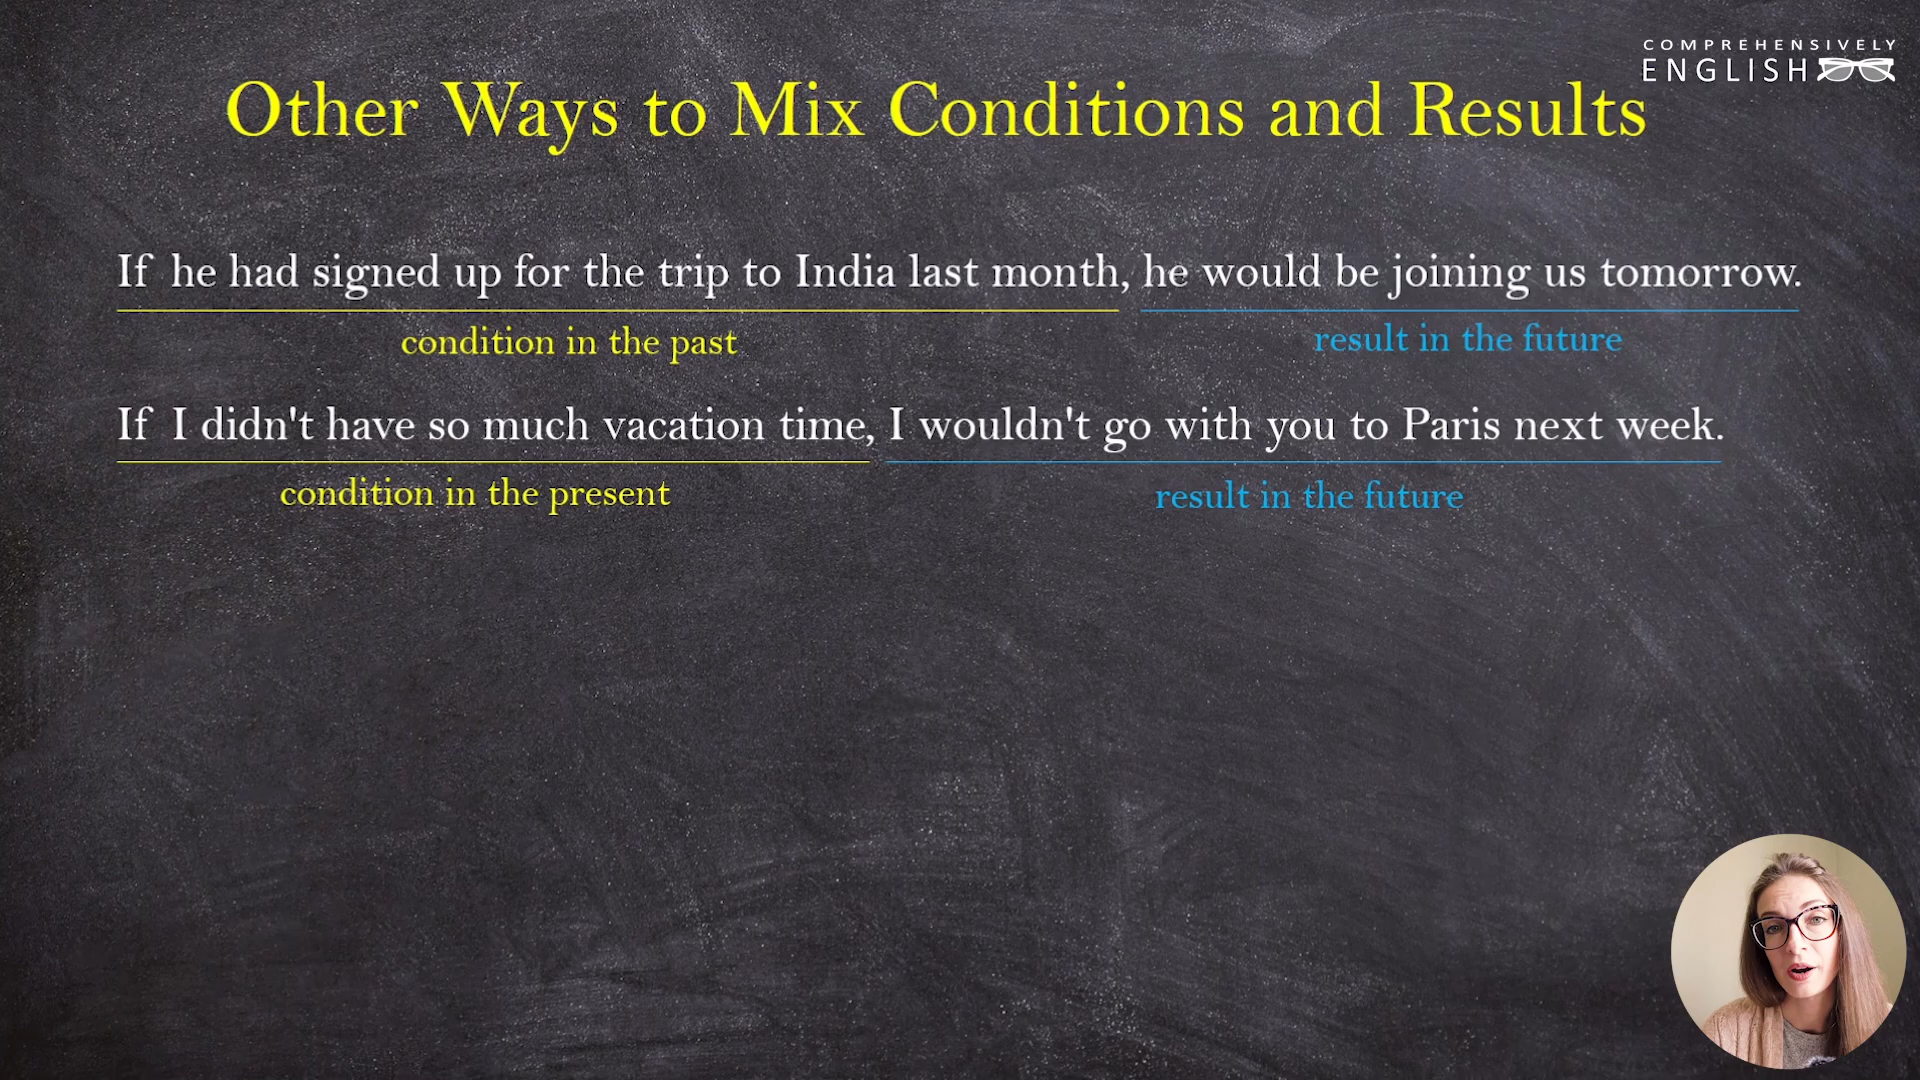 COMPREHENSIVELY
ENGLISH
Other Ways to Mix Conditions and Results
If he had signed up for the trip to India last month, he would be joining us tomorrow.
condition in the past
result in the future
If I didn't have so much vacation time, I wouldn't go with you to Paris next week.
condition in the present
result in the future